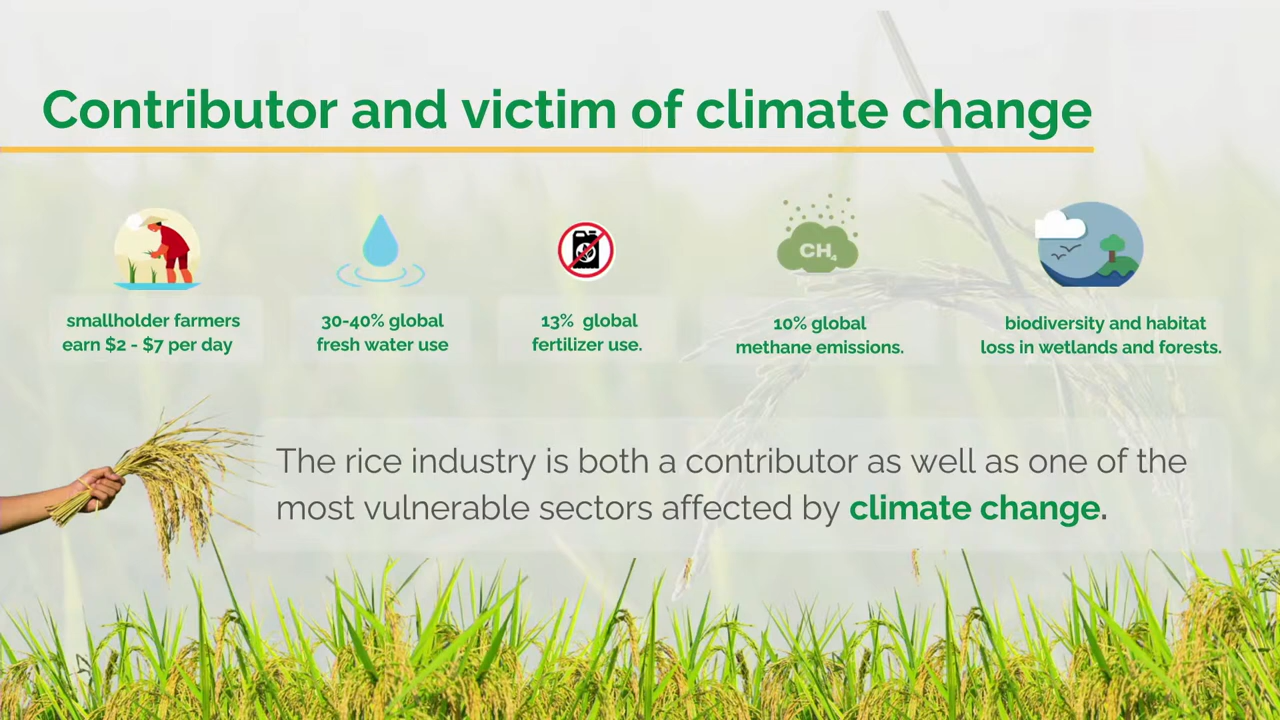 Contributor and victim of climate change
smallholder farmers
earn $2 - $7 per day
30-40% global
fresh water use
13% global
fertilizer use.
CH4
10% global
methane emissions.
biodiversity and habitat
loss in wetlands and forests.
The rice industry is both a contributor as well as one of the
most vulnerable sectors affected by climate change.